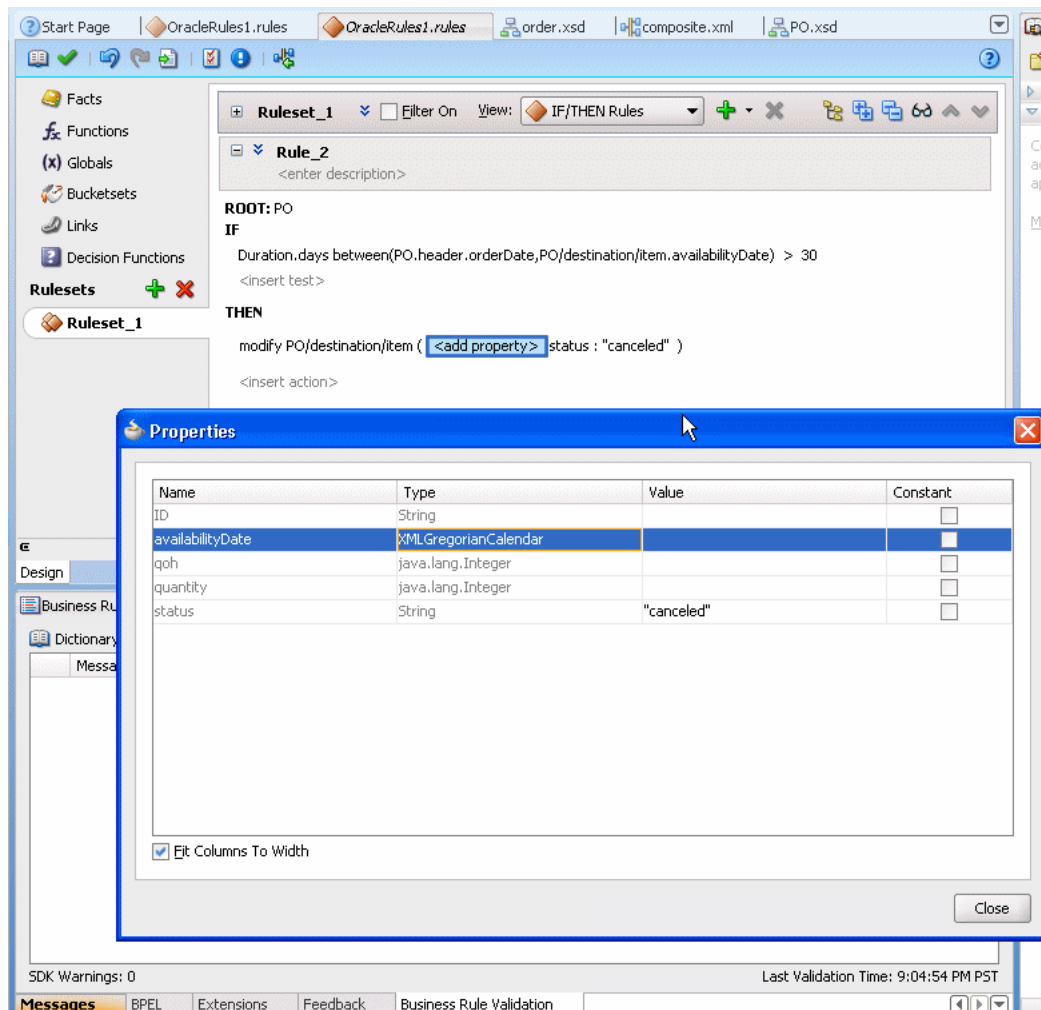 Start Page OracleRules1.rules OracleRules1.rules order.xsd composite.xml PO.xsd
Facts
Functions
Globals
Bucketsets
Links
Decision Functions
Rulesets
Ruleset_1
Ruleset_1 Filter On View: IF/THEN Rules
Rule_2
<enter description>
ROOT: PO
IF
Duration.days between(PO.header.orderDate,PO/destination/item.availabilityDate) > 30
<insert test>
THEN
modify PO/destination/item ( <add property> status : "canceled" )
<insert action>
Properties
Name Type Value Constant
ID String
availabilityDate XMLGregorianCalendar
qoh java.lang.Integer
quantity java.lang.Integer
status String "canceled"
Fit Columns To Width
Close
Design
Business Ru
Dictionary
Messa
SDK Warnings: 0 Last Validation Time: 9:04:54 PM PST
Messages BPEL Extensions Feedback Business Rule Validation